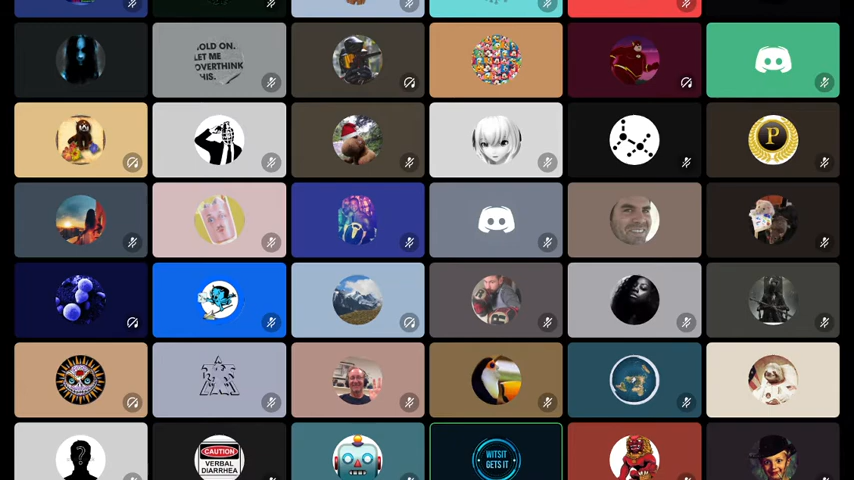 OLD ON.
LET ME
OVERTHINK
THIS.
P
CAUTION
VERBAL
DIARRHEA
WITSIT
GETS IT
?